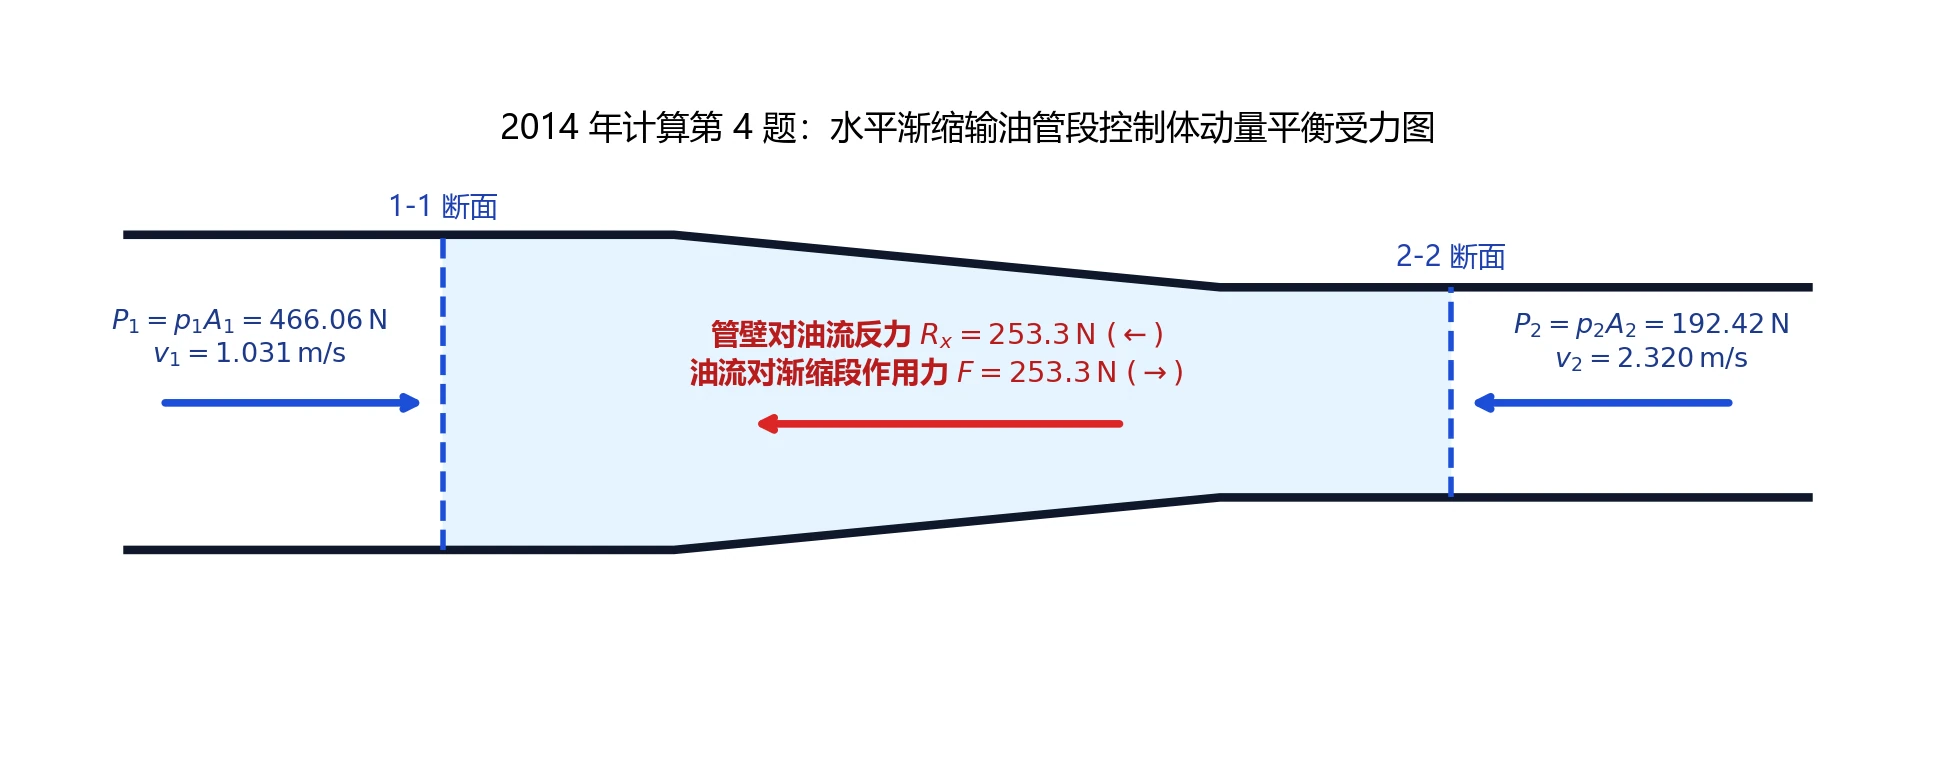 2014 年计算第 4 题：水平渐缩输油管段控制体动量平衡受力图
1-1 断面
2-2 断面
P₁ = p₁A₁ = 466.06 N
v₁ = 1.031 m/s
管壁对油流反力 Rₓ = 253.3 N (←)
油流对渐缩段作用力 F = 253.3 N (→)
P₂ = p₂A₂ = 192.42 N
v₂ = 2.320 m/s